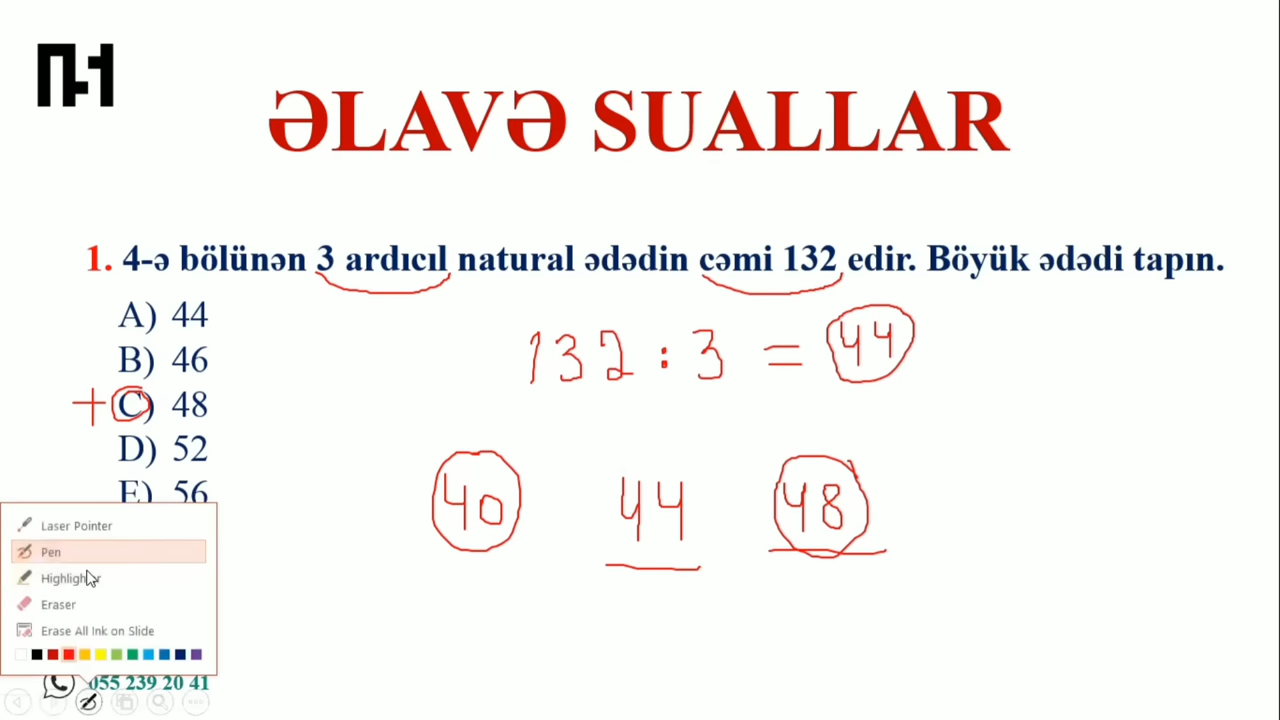 ƏLAVƏ SUALLAR
1. 4-ə bölünən 3 ardıcıl natural ədədin cəmi 132 edir. Böyük ədədi tapın.
A) 44
B) 46
+ C) 48
D) 52
E) 56
132 : 3 = 44
40 44 48
Laser Pointer
Pen
Highlighter
Eraser
Erase All Ink on Slide
055 239 20 41